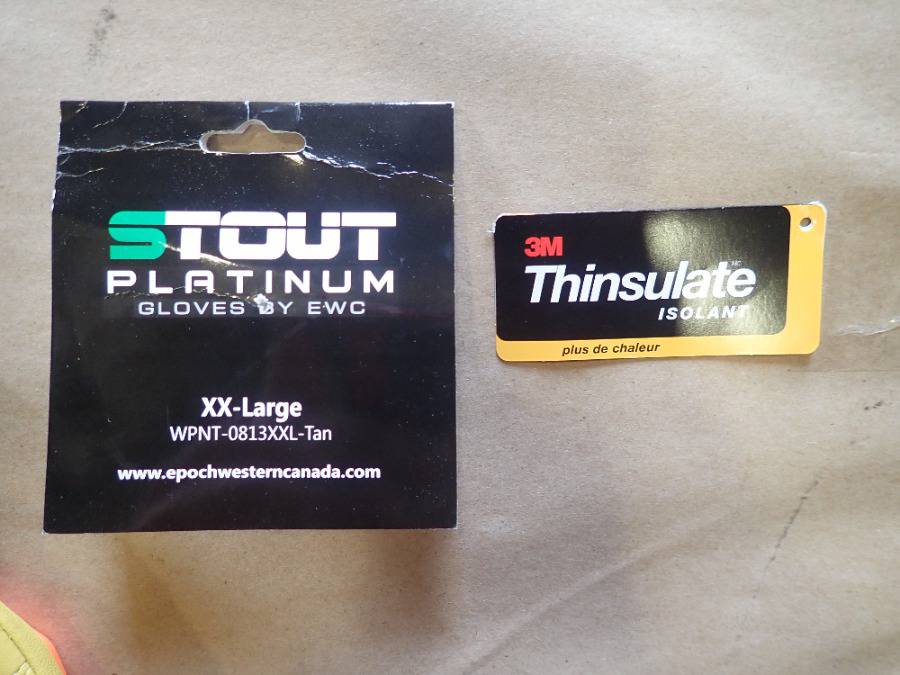 STOUT
PLATINUM
GLOVES BY EWC
XX-Large
WPNT-0813XXL-Tan
www.epochwesterncanada.com
3M
Thinsulate MC
ISOLANT
plus de chaleur